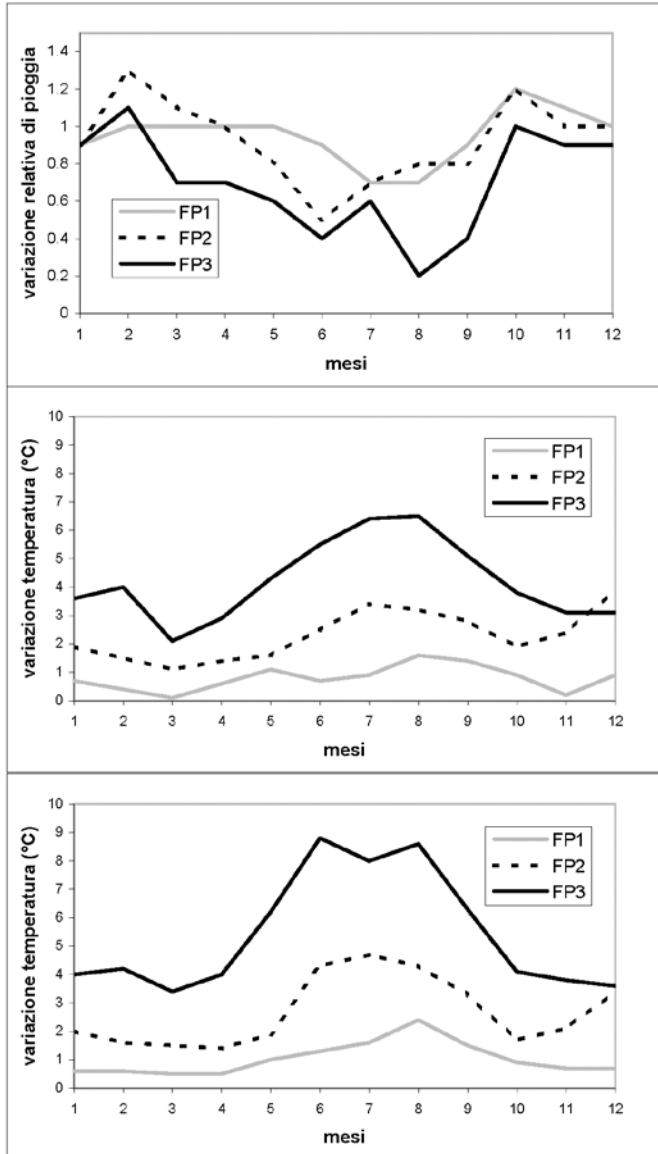 variazione relativa di pioggia
1.4
1.2
1
0.8
0.6
0.4
0.2
0
FP1
FP2
FP3
1 2 3 4 5 6 7 8 9 10 11 12
mesi
variazione temperatura (°C)
10
9
8
7
6
5
4
3
2
1
0
FP1
FP2
FP3
1 2 3 4 5 6 7 8 9 10 11 12
mesi
variazione temperatura (°C)
10
9
8
7
6
5
4
3
2
1
0
FP1
FP2
FP3
1 2 3 4 5 6 7 8 9 10 11 12
mesi